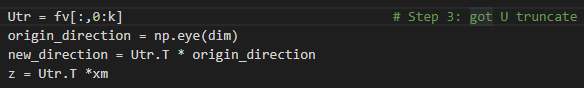 Utr = fv[:,0:k] # Step 3: got U truncate
origin_direction = np.eye(dim)
new_direction = Utr.T * origin_direction
z = Utr.T *xm